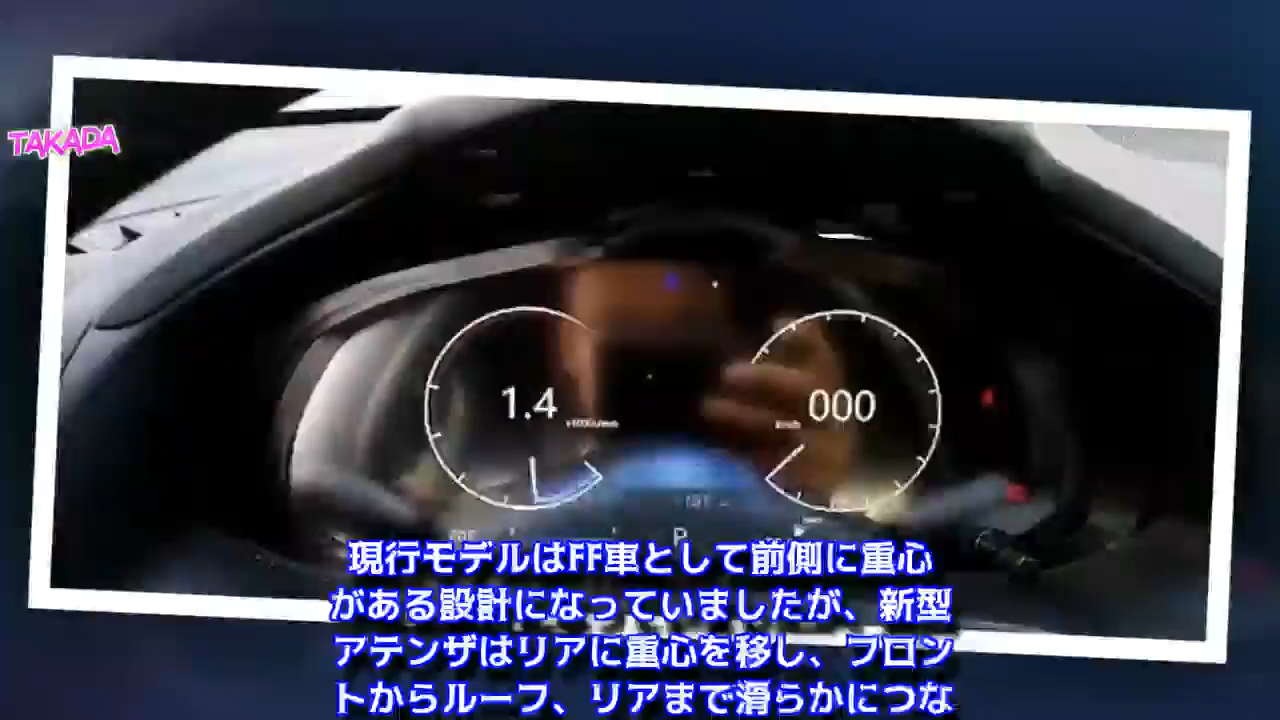 TAKADA
1.4
000
P
現行モデルはFF車として前側に重心
がある設計になっていましたが、新型
アテンザはリアに重心を移し、フロン
トからルーフ、リアまで滑らかにつな